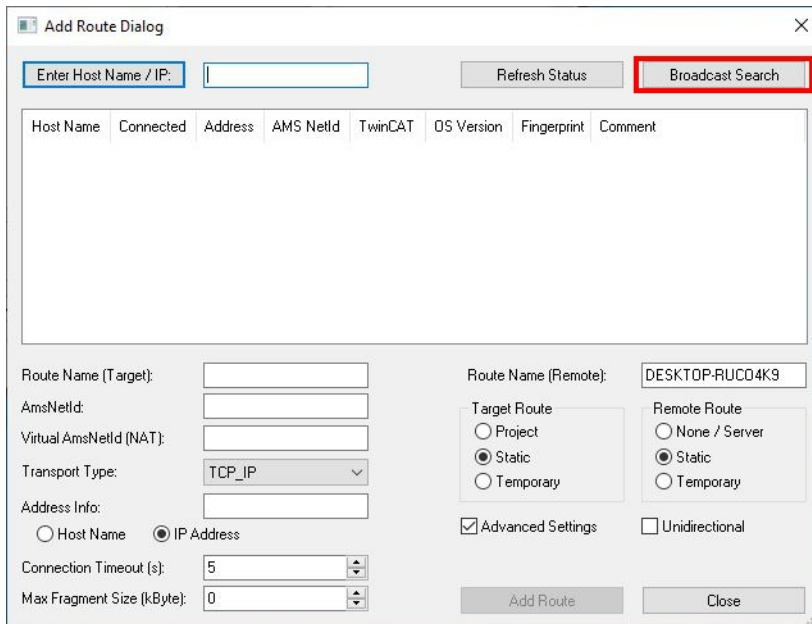 Add Route Dialog
Enter Host Name / IP: Refresh Status Broadcast Search
Host Name Connected Address AMS NetId TwinCAT OS Version Fingerprint Comment
Route Name (Target): Route Name (Remote): DESKTOP-RUCO4K9
AmsNetId: Target Route Remote Route
Project None / Server
Virtual AmsNetId (NAT):
Static Static
Transport Type: TCP_IP
Temporary Temporary
Address Info:
Host Name IP Address Advanced Settings Unidirectional
Connection Timeout (s): 5
Max Fragment Size (kByte): 0 Add Route Close